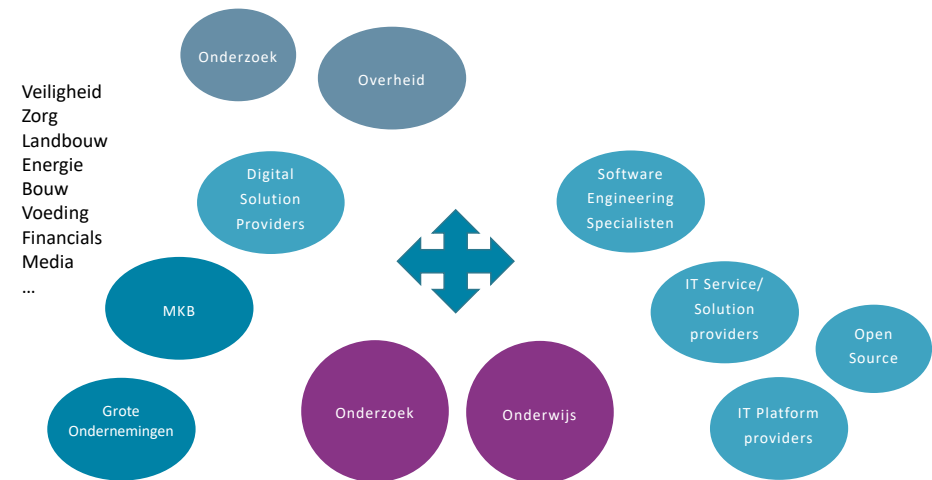 Onderzoek
Overheid
Veiligheid
Zorg
Landbouw
Energie
Bouw
Voeding
Financials
Media
…
Digital
Solution
Providers
Software
Engineering
Specialisten
MKB
IT Service/
Solution
providers
Open
Source
Grote
Ondernemingen
Onderzoek
Onderwijs
IT Platform
providers